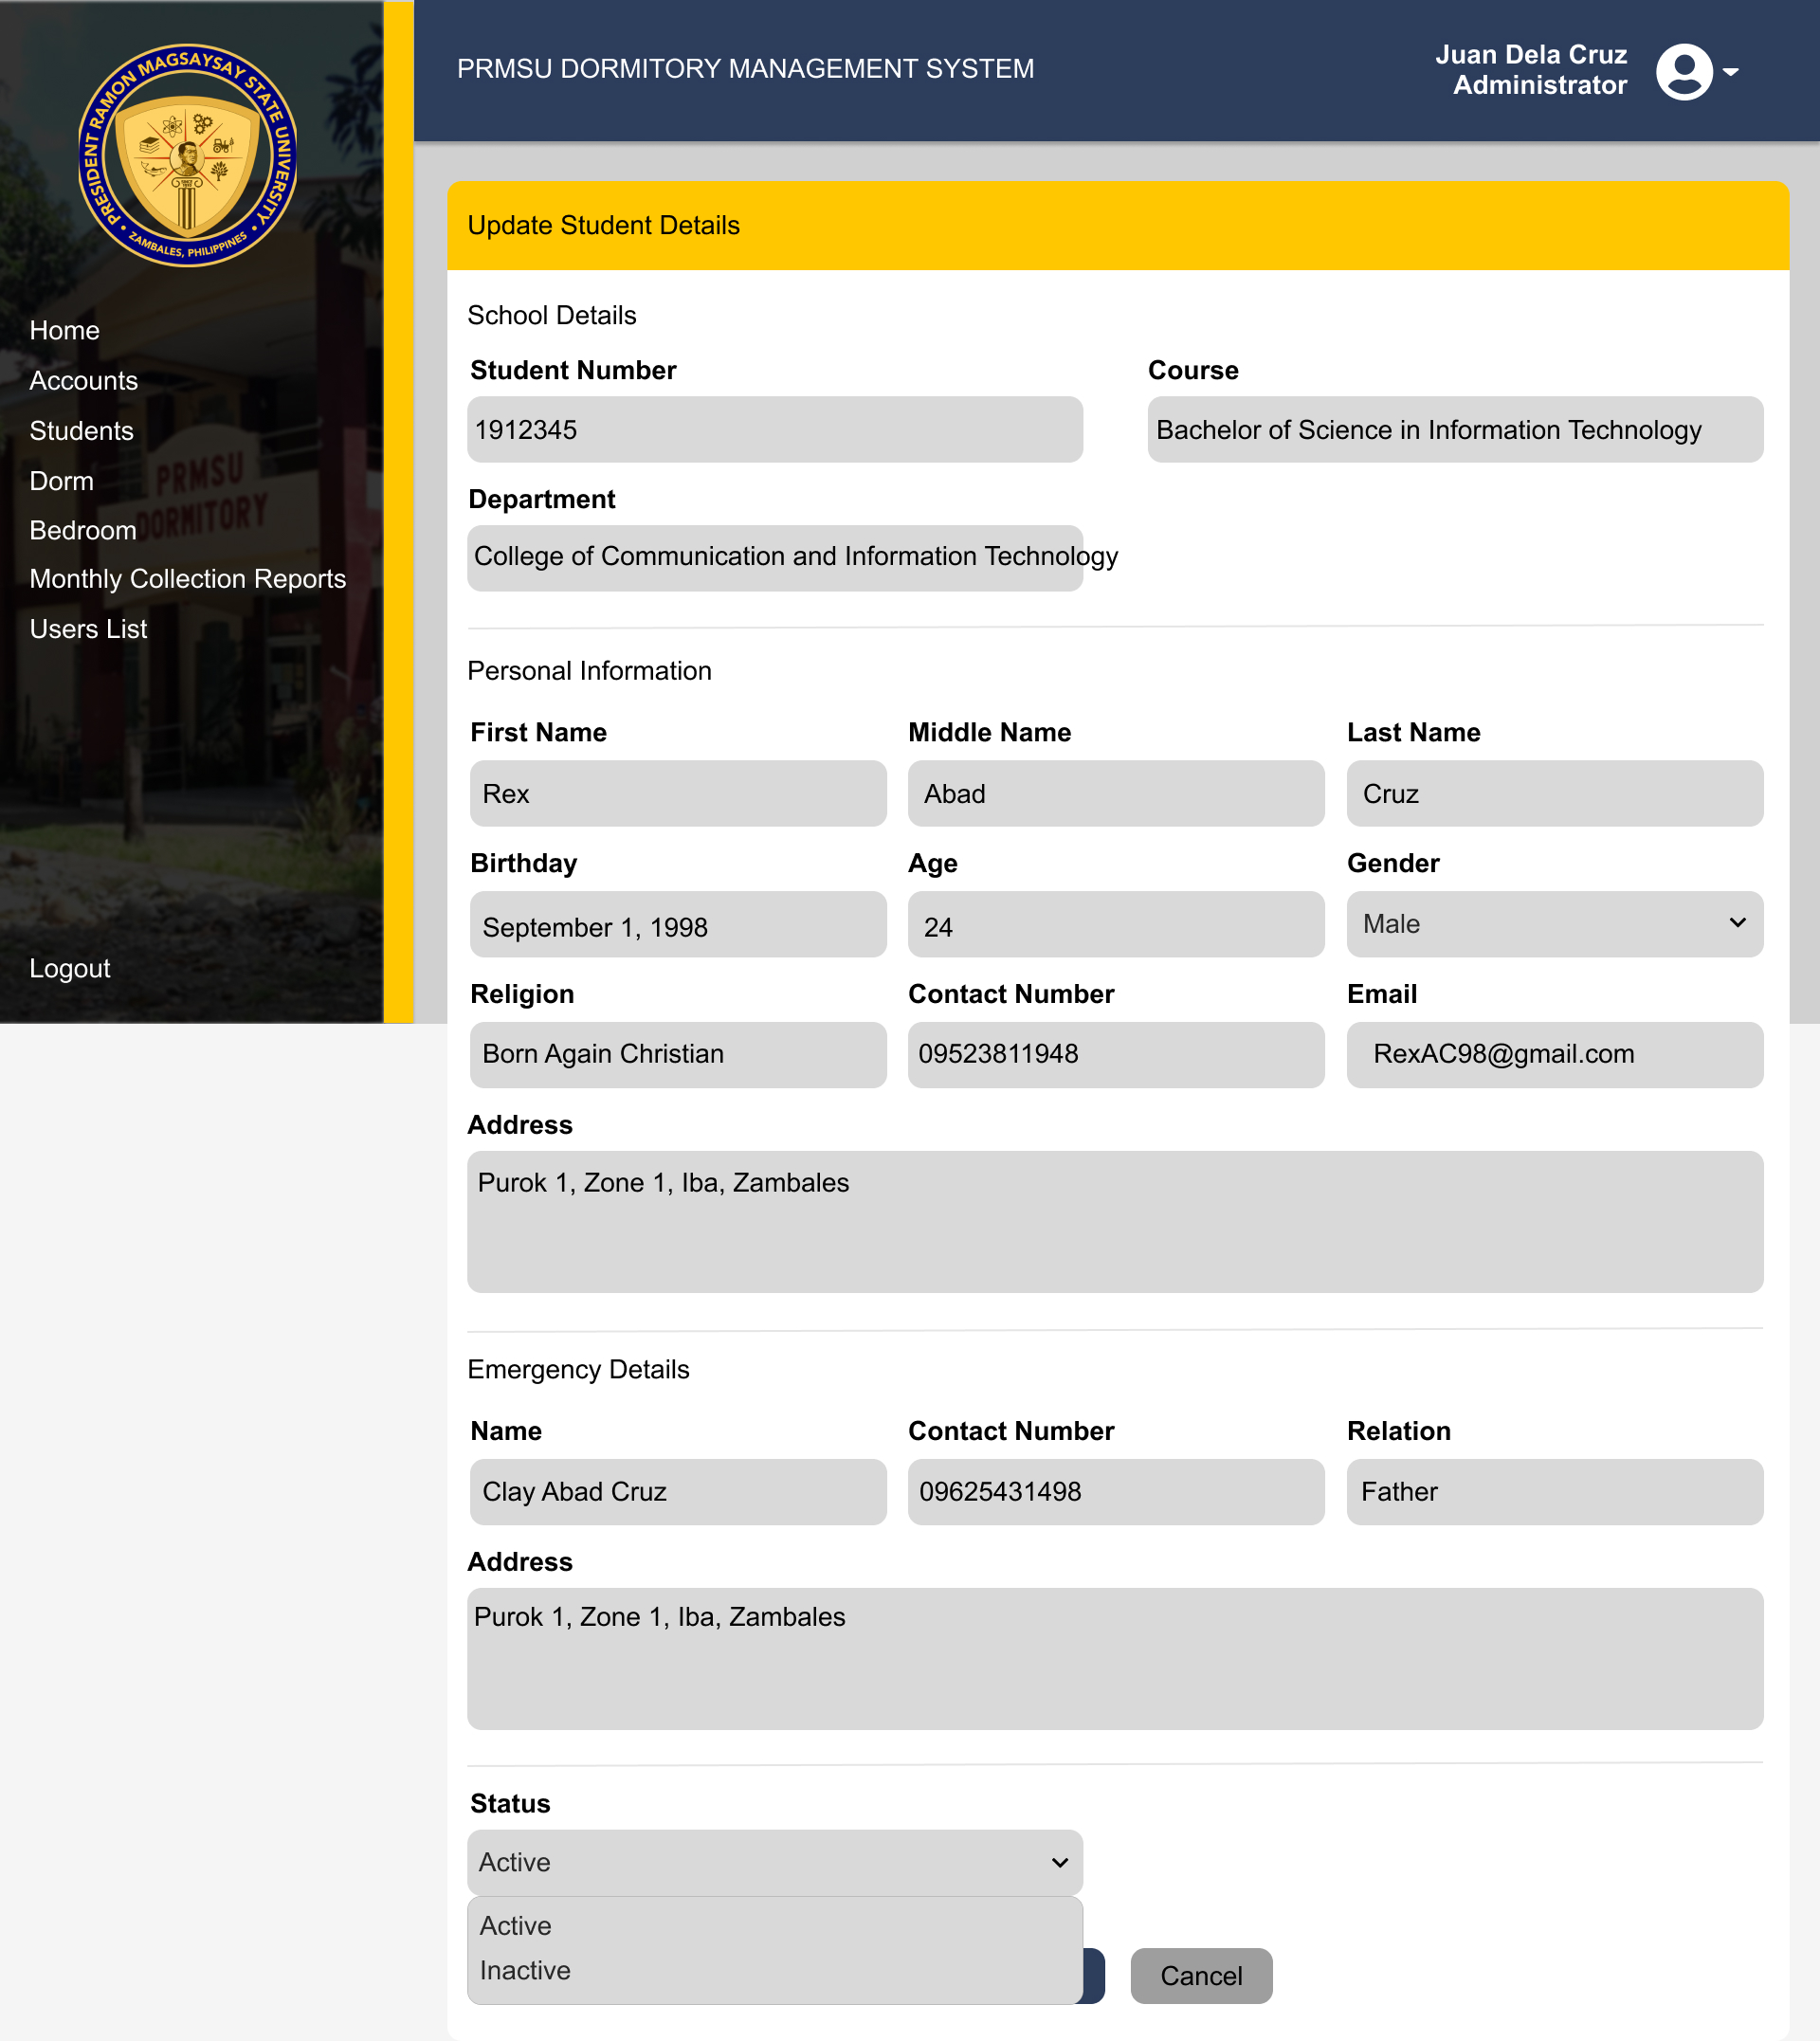 PRESIDENT RAMON MAGSAYSAY STATE UNIVERSITY
ZAMBALES, PHILIPPINES
PRMSU DORMITORY MANAGEMENT SYSTEM
Juan Dela Cruz
Administrator
Home
Accounts
Students
Dorm
Bedroom
Monthly Collection Reports
Users List
Logout
PRMSU
DORMITORY
Update Student Details
School Details
Student Number
Course
1912345
Bachelor of Science in Information Technology
Department
College of Communication and Information Technology
Personal Information
First Name
Middle Name
Last Name
Rex
Abad
Cruz
Birthday
Age
Gender
September 1, 1998
24
Male
Religion
Contact Number
Email
Born Again Christian
09523811948
RexAC98@gmail.com
Address
Purok 1, Zone 1, Iba, Zambales
Emergency Details
Name
Contact Number
Relation
Clay Abad Cruz
09625431498
Father
Address
Purok 1, Zone 1, Iba, Zambales
Status
Active
Active
Inactive
Cancel